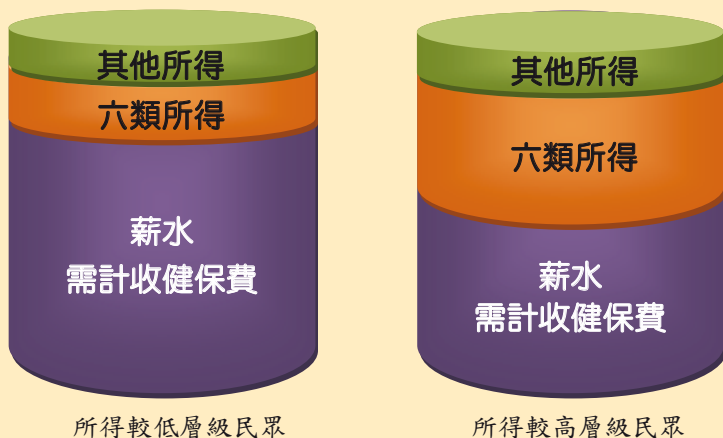 其他所得
六類所得
薪水
需計收健保費
所得較低層級民眾
其他所得
六類所得
薪水
需計收健保費
所得較高層級民眾